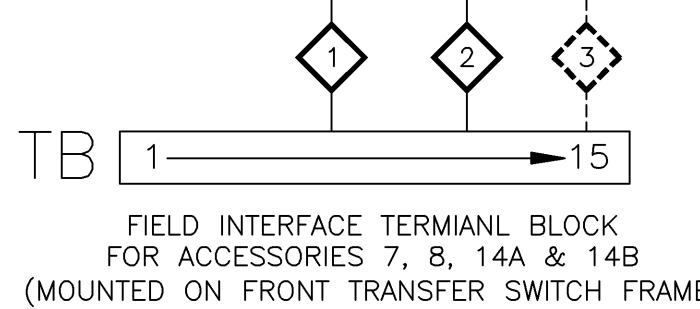 1 2 3
TB 1 15
FIELD INTERFACE TERMIANL BLOCK
FOR ACCESSORIES 7, 8, 14A & 14B
(MOUNTED ON FRONT TRANSFER SWITCH FRAME